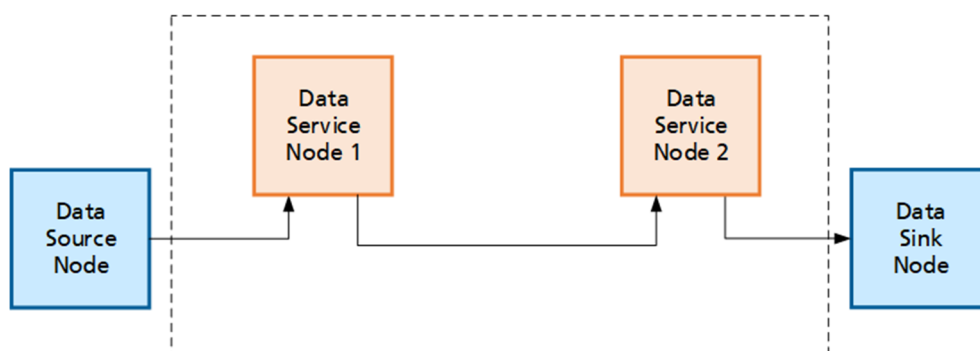 Data
Service
Node 1
Data
Service
Node 2
Data
Source
Node
Data
Sink
Node